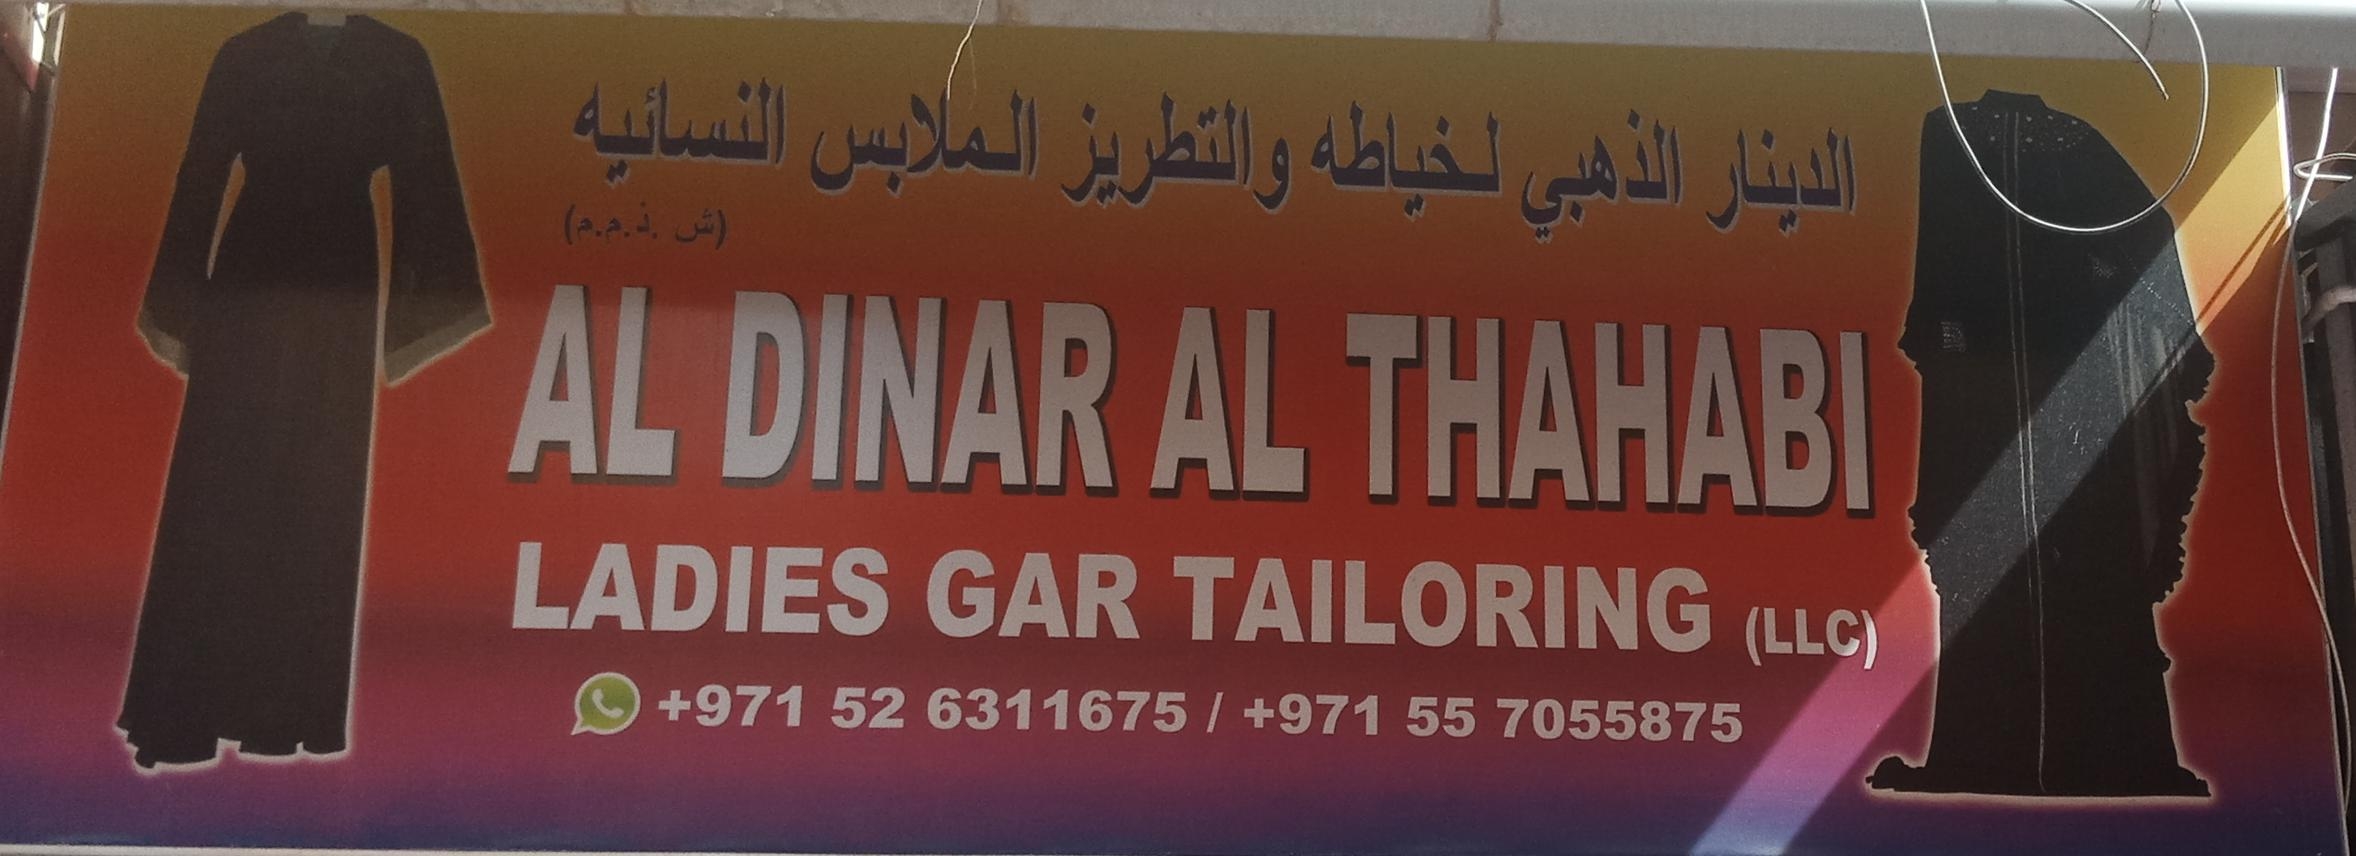 الدينار الذهبي لخياطه والتطريز الملابس النسائيه
(ش .ذ.م.م)
AL DINAR AL THAHABI
LADIES GAR TAILORING (LLC)
+971 52 6311675 / +971 55 7055875